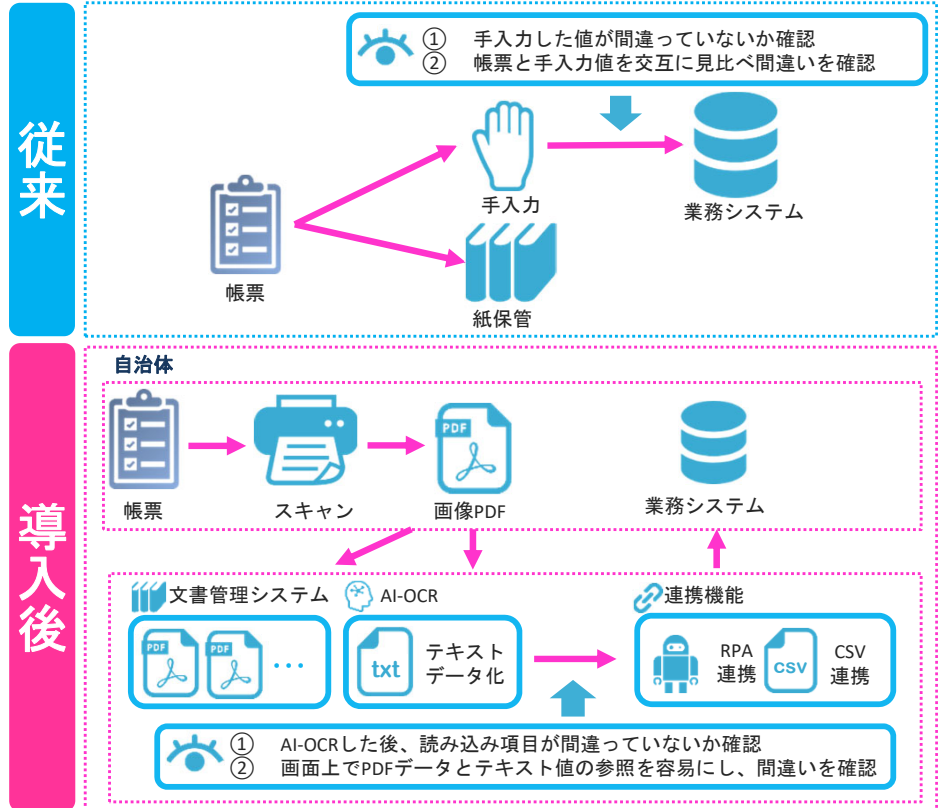 従来
① 手入力した値が間違っていないか確認
② 帳票と手入力値を交互に見比べ間違いを確認
手入力
業務システム
帳票
紙保管
導入後
自治体
PDF
帳票
スキャン
画像PDF
業務システム
文書管理システム
AI-OCR
連携機能
PDF
PDF
…
txt
テキスト
データ化
RPA
連携
CSV
CSV
連携
① AI-OCRした後、読み込み項目が間違っていないか確認
② 画面上でPDFデータとテキスト値の参照を容易にし、間違いを確認